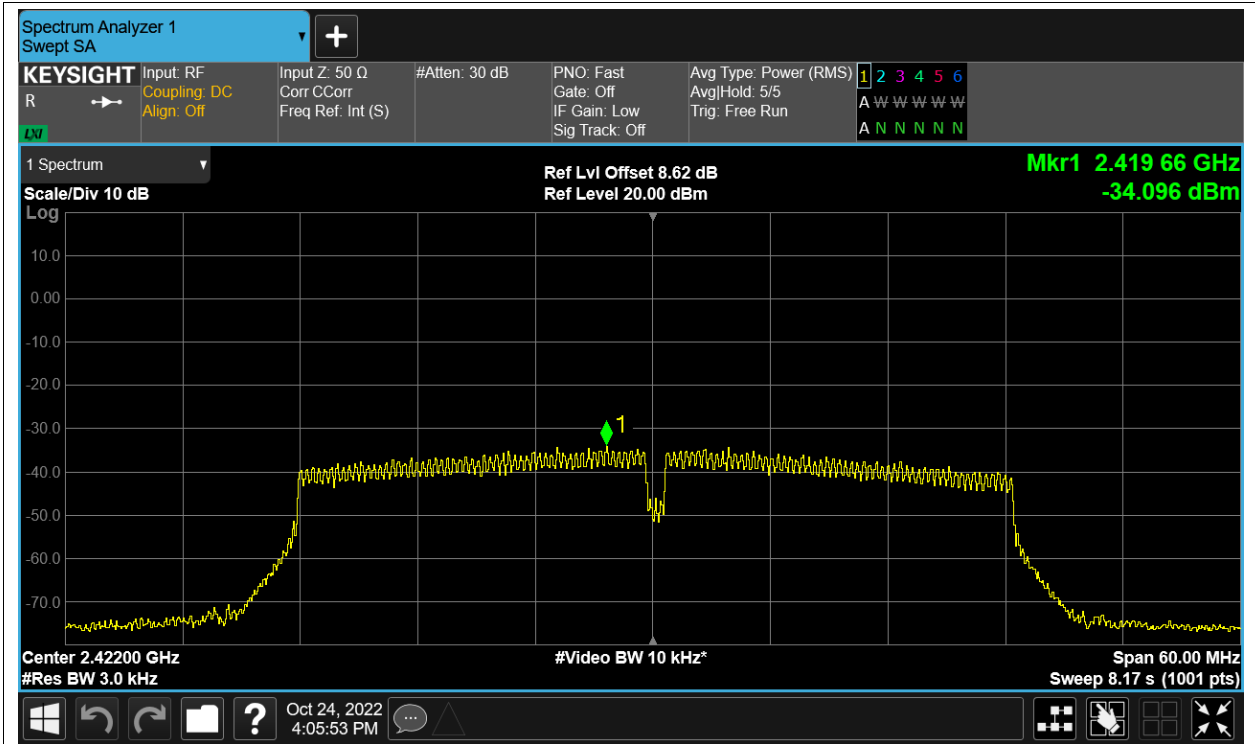 Spectrum Analyzer 1
Swept SA
+
KEYSIGHT
R
LXI
Input: RF
Coupling: DC
Align: Off
Input Z: 50 Ω
Corr CCorr
Freq Ref: Int (S)
#Atten: 30 dB
PNO: Fast
Gate: Off
IF Gain: Low
Sig Track: Off
Avg Type: Power (RMS)
Avg|Hold: 5/5
Trig: Free Run
1 2 3 4 5 6
A W W W W W
A N N N N N
1 Spectrum
Scale/Div 10 dB
Log
Ref Lvl Offset 8.62 dB
Ref Level 20.00 dBm
Mkr1 2.419 66 GHz
-34.096 dBm
10.0
0.00
-10.0
-20.0
-30.0
1
-40.0
-50.0
-60.0
-70.0
Center 2.42200 GHz
#Video BW 10 kHz*
Span 60.00 MHz
#Res BW 3.0 kHz
Sweep 8.17 s (1001 pts)
?
Oct 24, 2022
4:05:53 PM